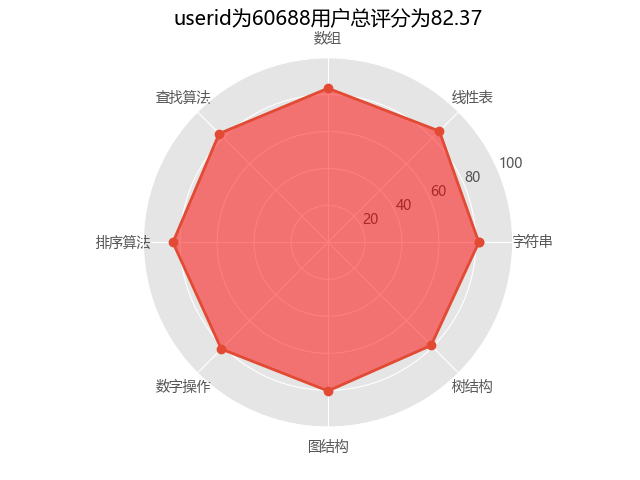 userid为60688用户总评分为82.37
数组
查找算法
线性表
100
80
60
40
20
排序算法
字符串
数字操作
树结构
图结构